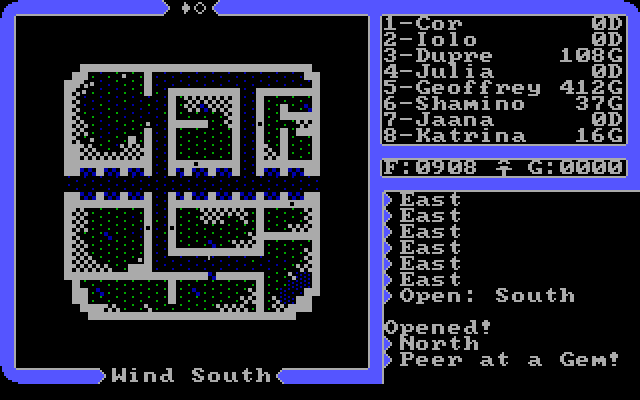 1-Cor 0D
2-Iolo 0D
3-Dupre 108G
4-Julia 0D
5-Geoffrey 412G
6-Shamino 37G
7-Jaana 0D
8-Katrina 16G
F:0908 G:0000
East
East
East
East
East
East
Open: South
Opened!
North
Peer at a Gem!
Wind South